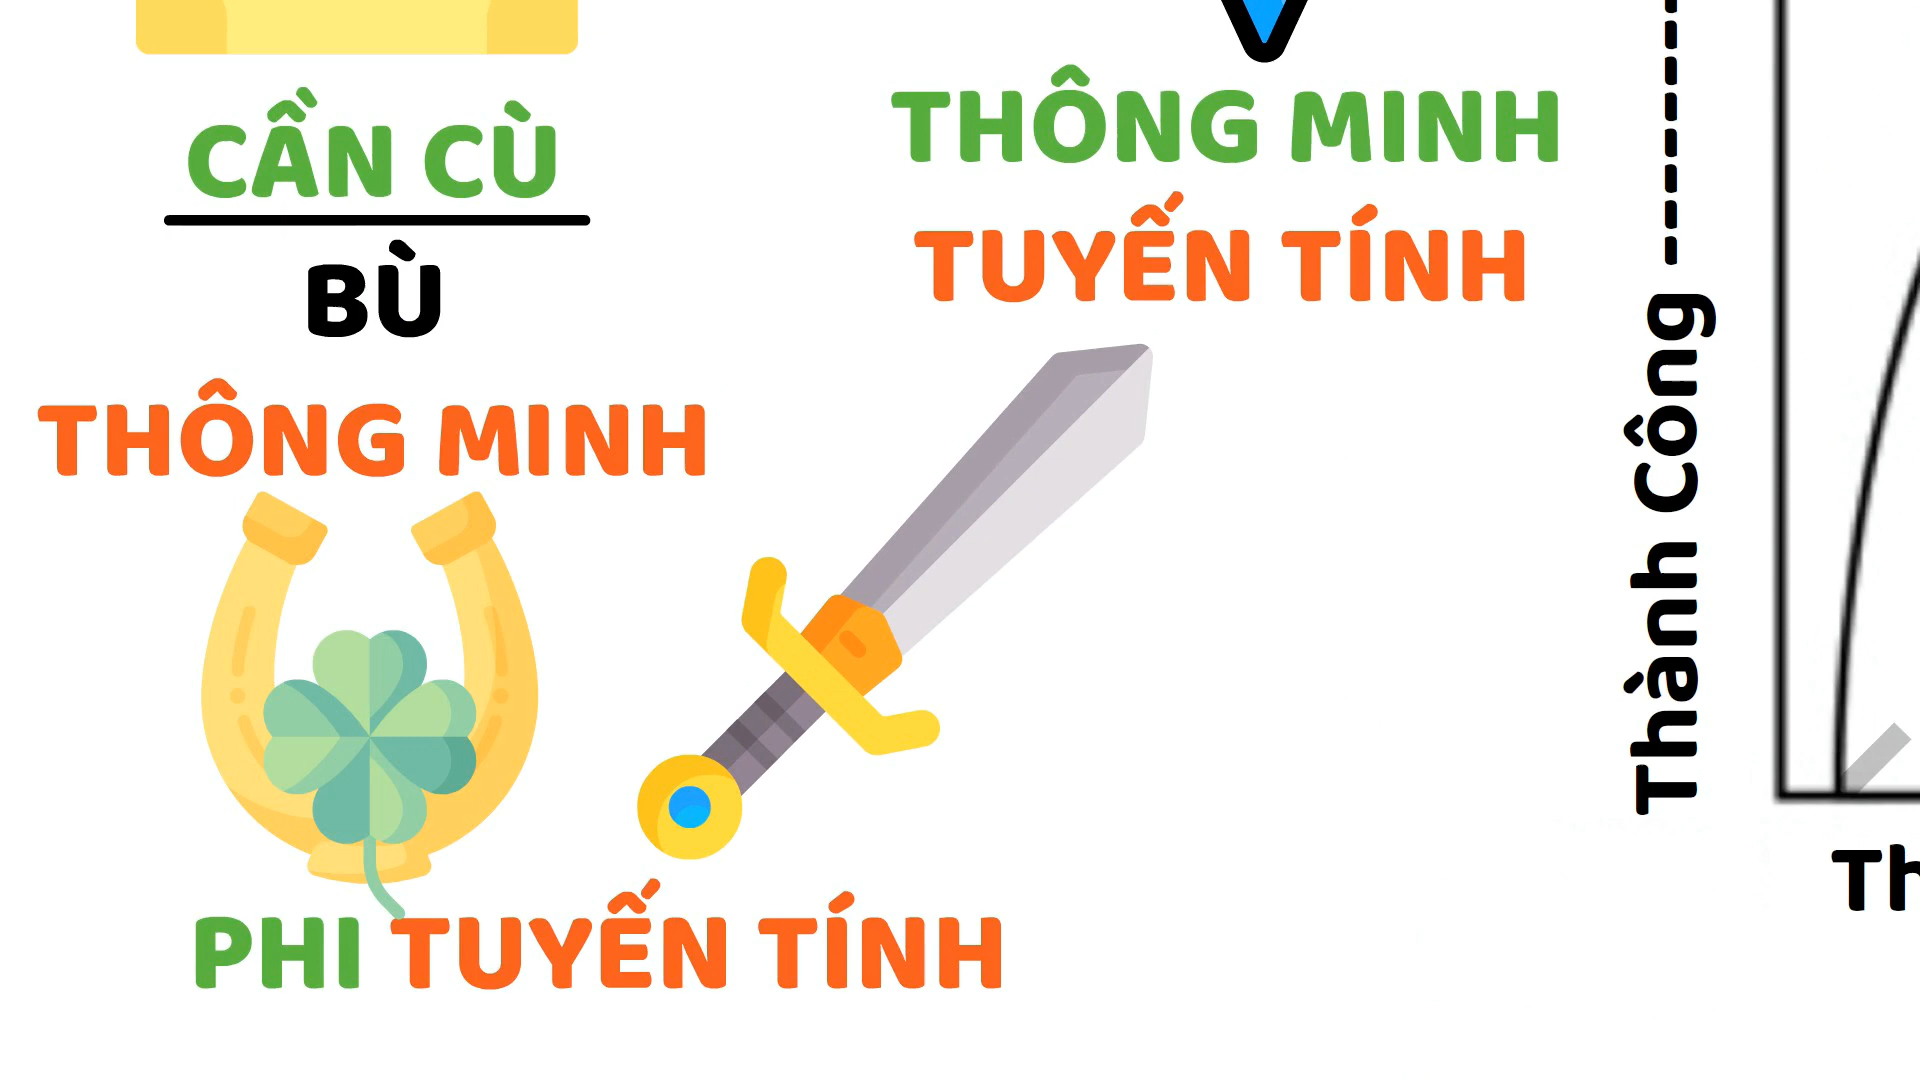 CẦN CÙ
BÙ
THÔNG MINH
THÔNG MINH
TUYẾN TÍNH
PHI TUYẾN TÍNH
Thành Công